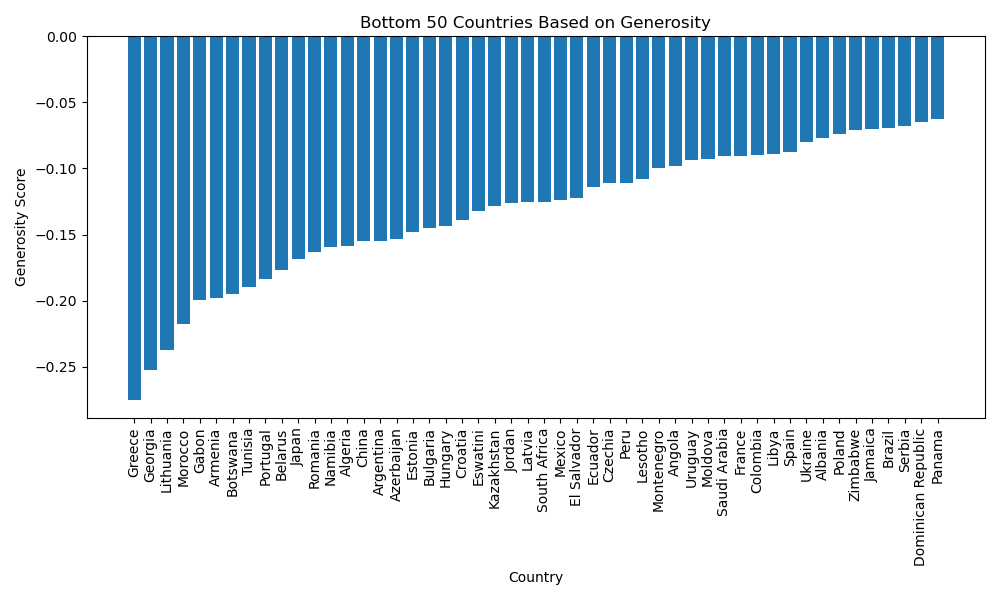 Bottom 50 Countries Based on Generosity
Generosity Score
0.00
−0.05
−0.10
−0.15
−0.20
−0.25
Greece
Georgia
Lithuania
Morocco
Gabon
Armenia
Botswana
Tunisia
Portugal
Belarus
Japan
Romania
Namibia
Algeria
China
Argentina
Azerbaijan
Estonia
Bulgaria
Hungary
Croatia
Eswatini
Kazakhstan
Jordan
Latvia
South Africa
Mexico
El Salvador
Ecuador
Czechia
Peru
Lesotho
Montenegro
Angola
Uruguay
Moldova
Saudi Arabia
France
Colombia
Libya
Spain
Ukraine
Albania
Poland
Zimbabwe
Jamaica
Brazil
Serbia
Dominican Republic
Panama
Country